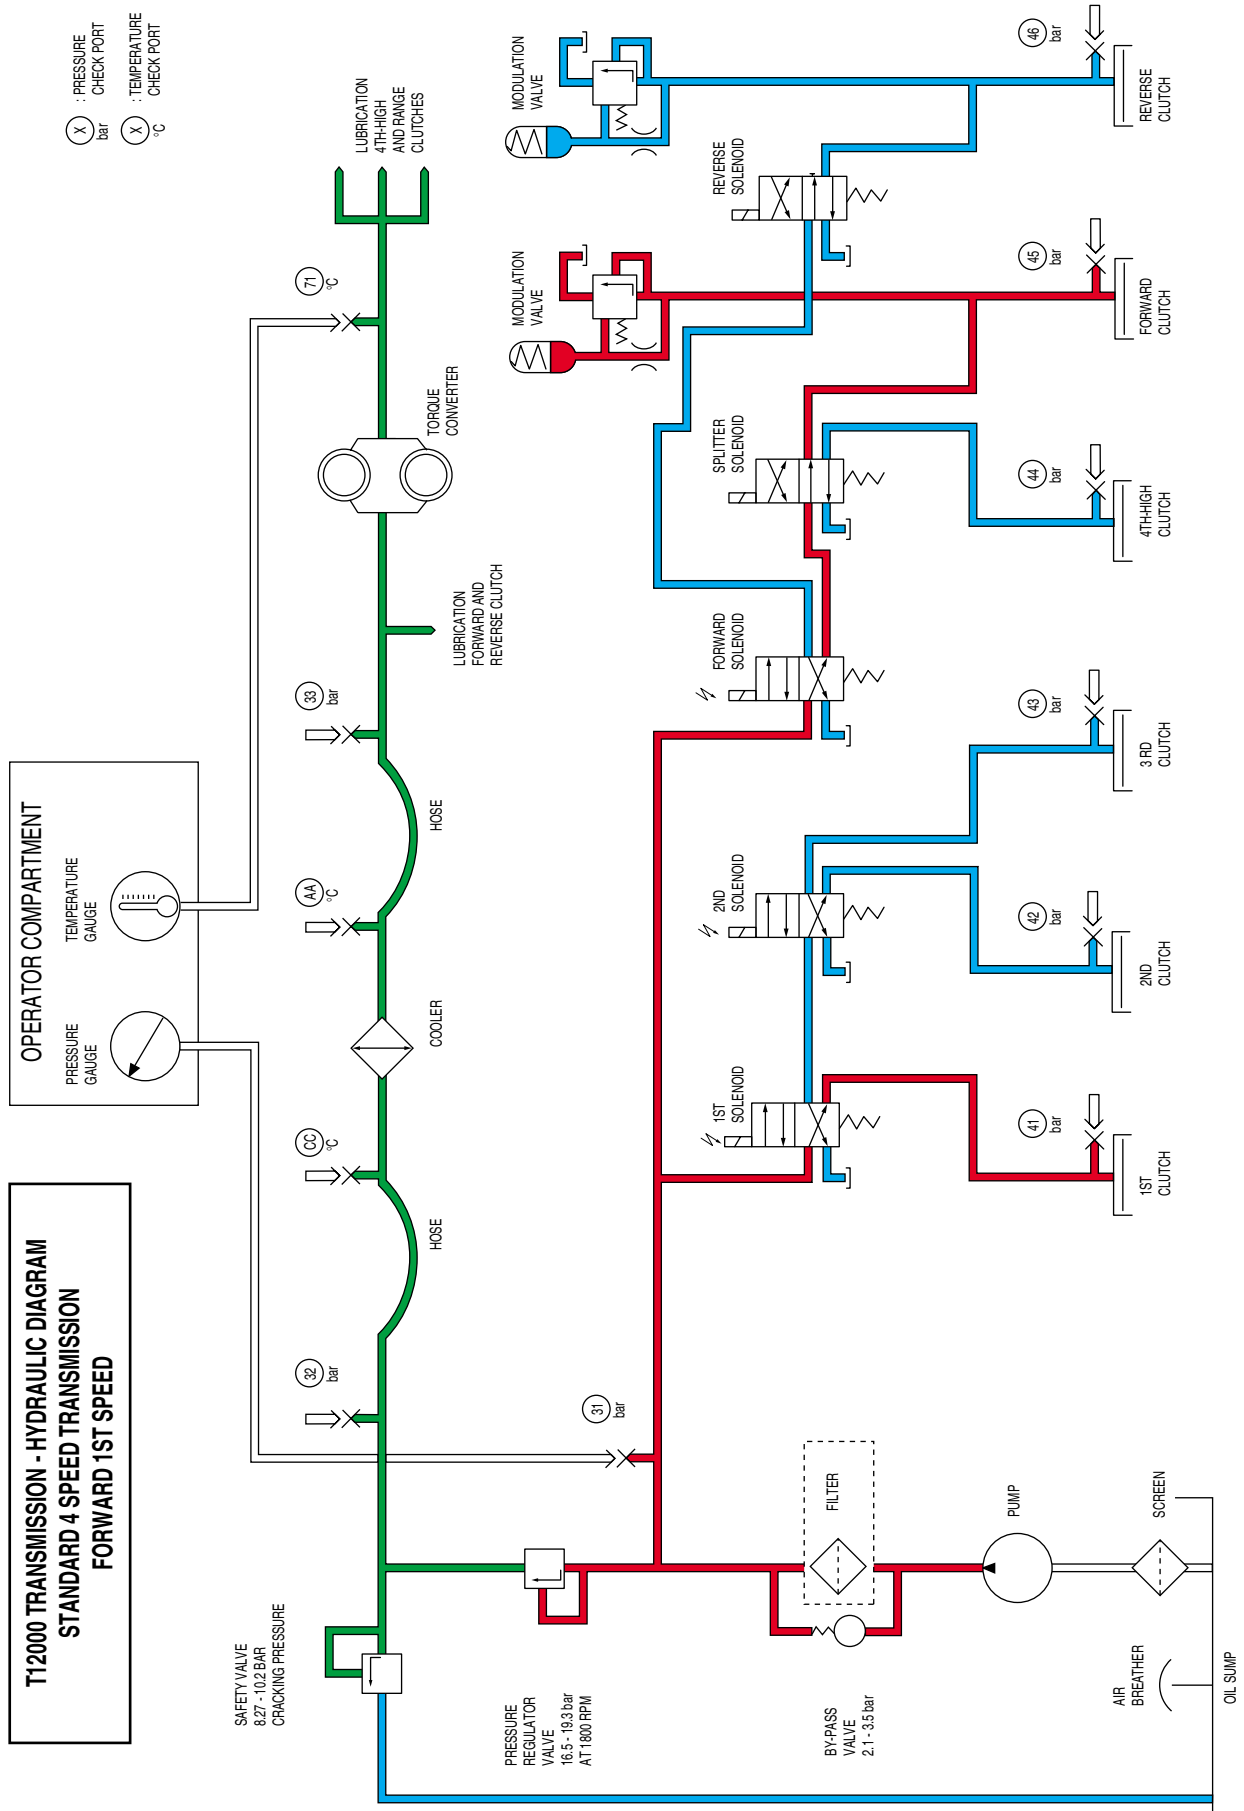 T12000 TRANSMISSION - HYDRAULIC DIAGRAM
STANDARD 4 SPEED TRANSMISSION
FORWARD 1ST SPEED
OPERATOR COMPARTMENT
PRESSURE
GAUGE
TEMPERATURE
GAUGE
X
bar
: PRESSURE
CHECK PORT
X
°C
: TEMPERATURE
CHECK PORT
SAFETY VALVE
8.27 - 10.2 BAR
CRACKING PRESSURE
32
bar
HOSE
CC
°C
COOLER
AA
°C
HOSE
33
bar
LUBRICATION
FORWARD AND
REVERSE CLUTCH
TORQUE
CONVERTER
71
°C
LUBRICATION
4TH-HIGH
AND RANGE
CLUTCHES
PRESSURE
REGULATOR
VALVE
16.5 - 19.3 bar
AT 1800 RPM
31
bar
MODULATION
VALVE
MODULATION
VALVE
1ST
SOLENOID
2ND
SOLENOID
FORWARD
SOLENOID
SPLITTER
SOLENOID
REVERSE
SOLENOID
BY-PASS
VALVE
2.1 - 3.5 bar
FILTER
PUMP
SCREEN
AIR
BREATHER
OIL SUMP
41
bar
1ST
CLUTCH
42
bar
2ND
CLUTCH
43
bar
3 RD
CLUTCH
44
bar
4TH-HIGH
CLUTCH
45
bar
FORWARD
CLUTCH
46
bar
REVERSE
CLUTCH